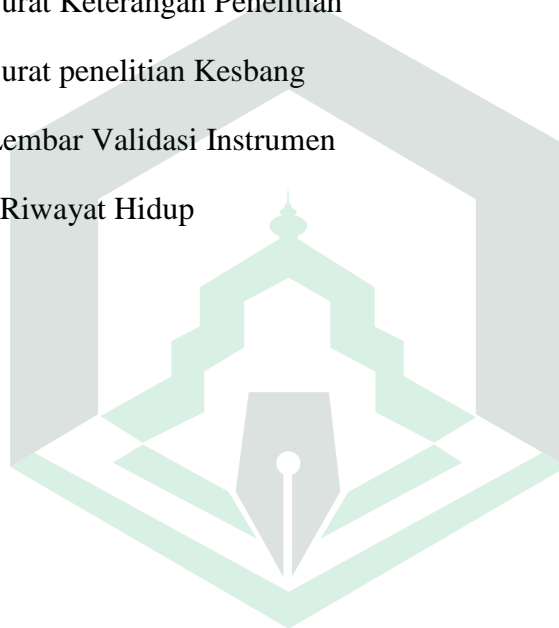 urat Keterangan Penelitian
urat penelitian Kesbang
embar Validasi Instrumen
Riwayat Hidup